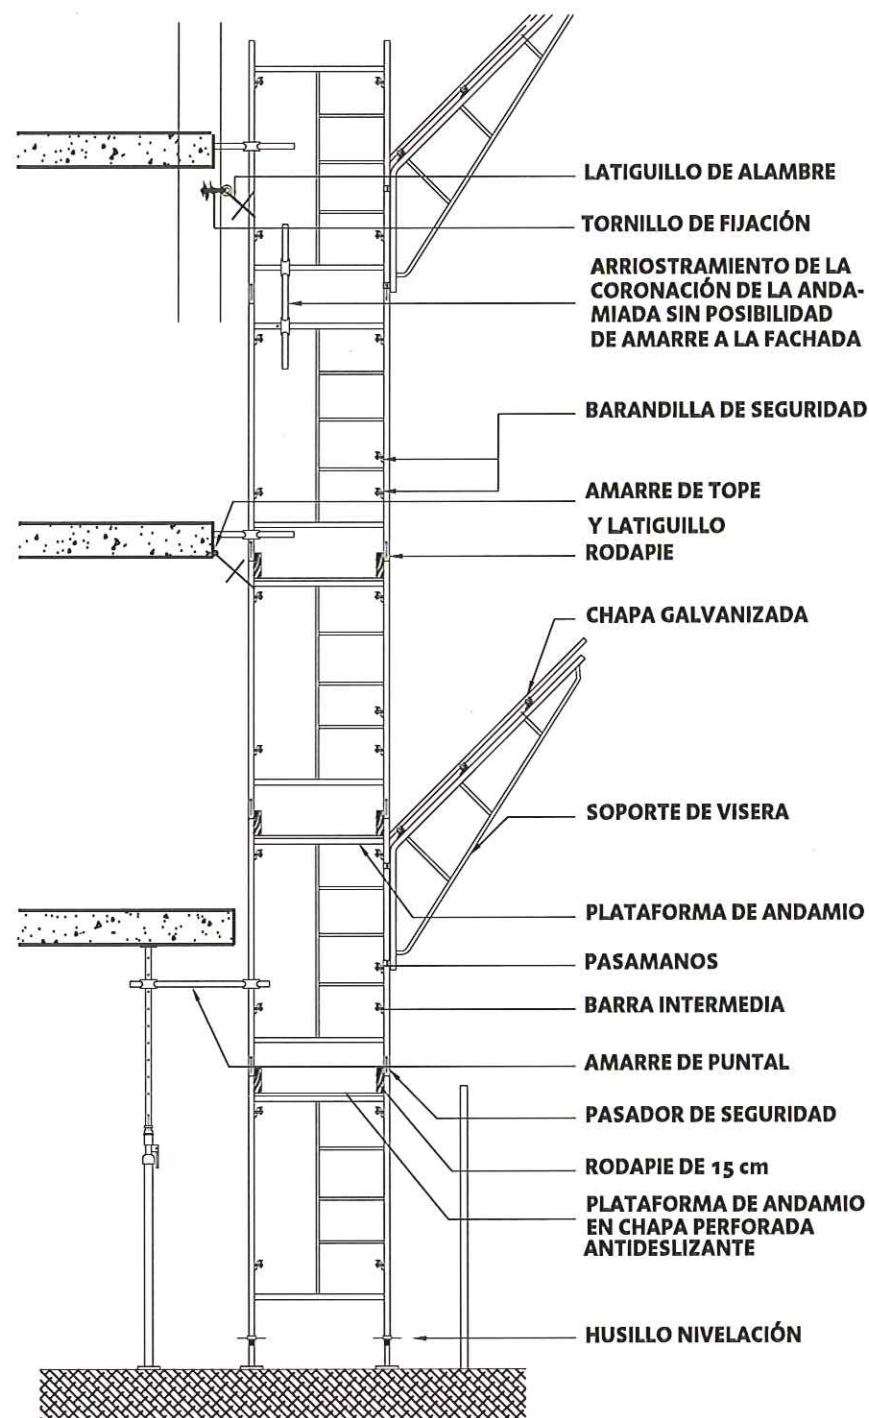 LATIGUILLO DE ALAMBRE
TORNILLO DE FIJACIÓN
ARRIOSTRAMIENTO DE LA
CORONACIÓN DE LA ANDA-
MIADA SIN POSIBILIDAD
DE AMARRE A LA FACHADA
BARANDILLA DE SEGURIDAD
AMARRE DE TOPE
Y LATIGUILLO
RODAPIE
CHAPA GALVANIZADA
SOPORTE DE VISERA
PLATAFORMA DE ANDAMIO
PASAMANOS
BARRA INTERMEDIA
AMARRE DE PUNTAL
PASADOR DE SEGURIDAD
RODAPIE DE 15 cm
PLATAFORMA DE ANDAMIO
EN CHAPA PERFORADA
ANTIDESLIZANTE
HUSILLO NIVELACIÓN